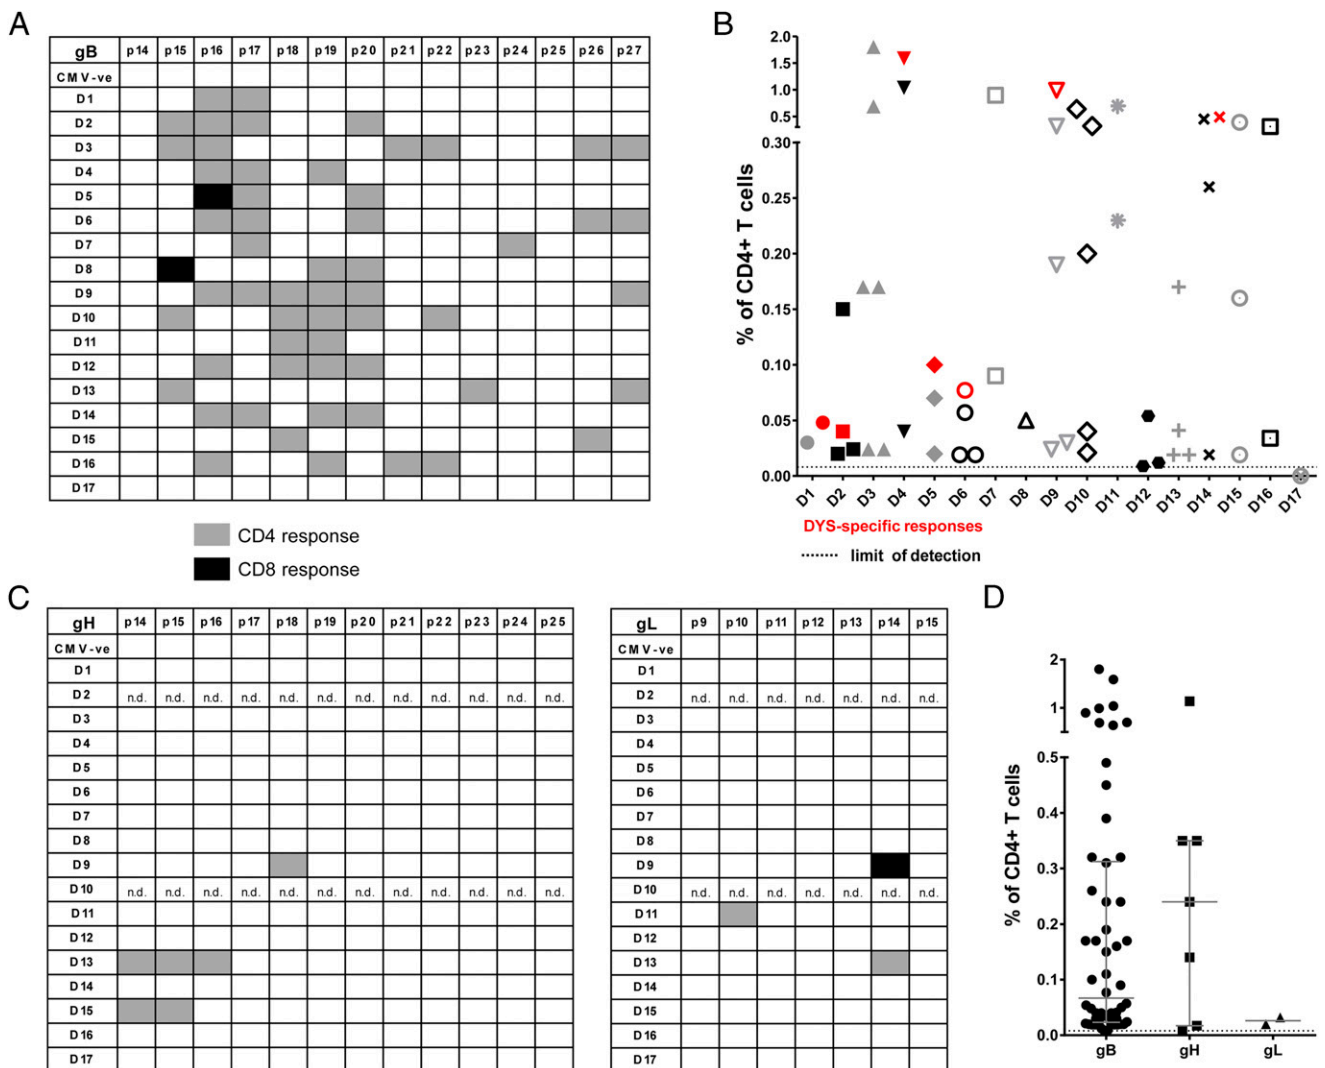 A
gB p14 p15 p16 p17 p18 p19 p20 p21 p22 p23 p24 p25 p26 p27
CMV-ve
D1
D2
D3
D4
D5
D6
D7
D8
D9
D10
D11
D12
D13
D14
D15
D16
D17
CD4 response
CD8 response
B
% of CD4+ T cells
2.0
1.5
1.0
0.5
0.30
0.25
0.20
0.15
0.10
0.05
0.00
D1 D2 D3 D4 D5 D6 D7 D8 D9 D10 D11 D12 D13 D14 D15 D16 D17
DYS-specific responses
limit of detection
C
gH p14 p15 p16 p17 p18 p19 p20 p21 p22 p23 p24 p25
CMV-ve
D1
D2 n.d. n.d. n.d. n.d. n.d. n.d. n.d. n.d. n.d. n.d. n.d. n.d.
D3
D4
D5
D6
D7
D8
D9
D10 n.d. n.d. n.d. n.d. n.d. n.d. n.d. n.d. n.d. n.d. n.d. n.d.
D11
D12
D13
D14
D15
D16
D17
gL p9 p10 p11 p12 p13 p14 p15
CMV-ve
D1
D2 n.d. n.d. n.d. n.d. n.d. n.d. n.d.
D3
D4
D5
D6
D7
D8
D9
D10 n.d. n.d. n.d. n.d. n.d. n.d. n.d.
D11
D12
D13
D14
D15
D16
D17
D
% of CD4+ T cells
2
1
0.5
0.4
0.3
0.2
0.1
0.0
gB gH gL